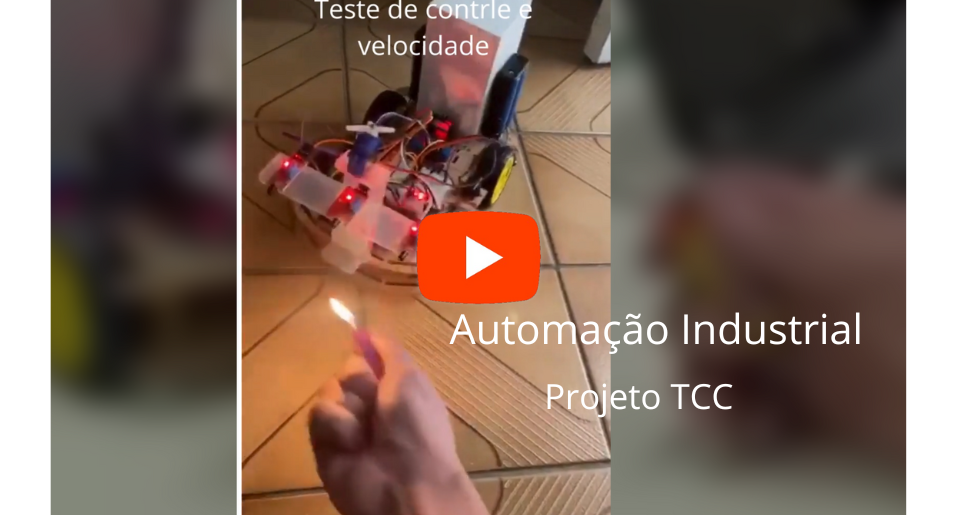 Teste de contrle e
velocidade
Automação Industrial
Projeto TCC